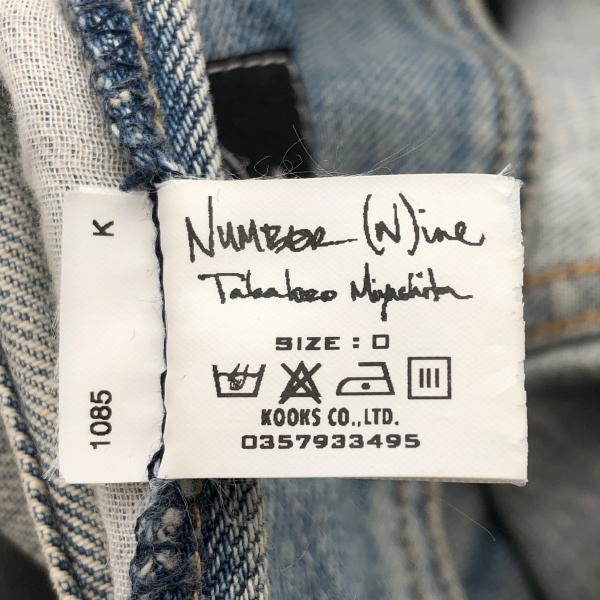 NUMBER (N)ine
Takahiro Miyashita
SIZE : 0
KOOKS CO.,LTD.
0357933495
K
1085